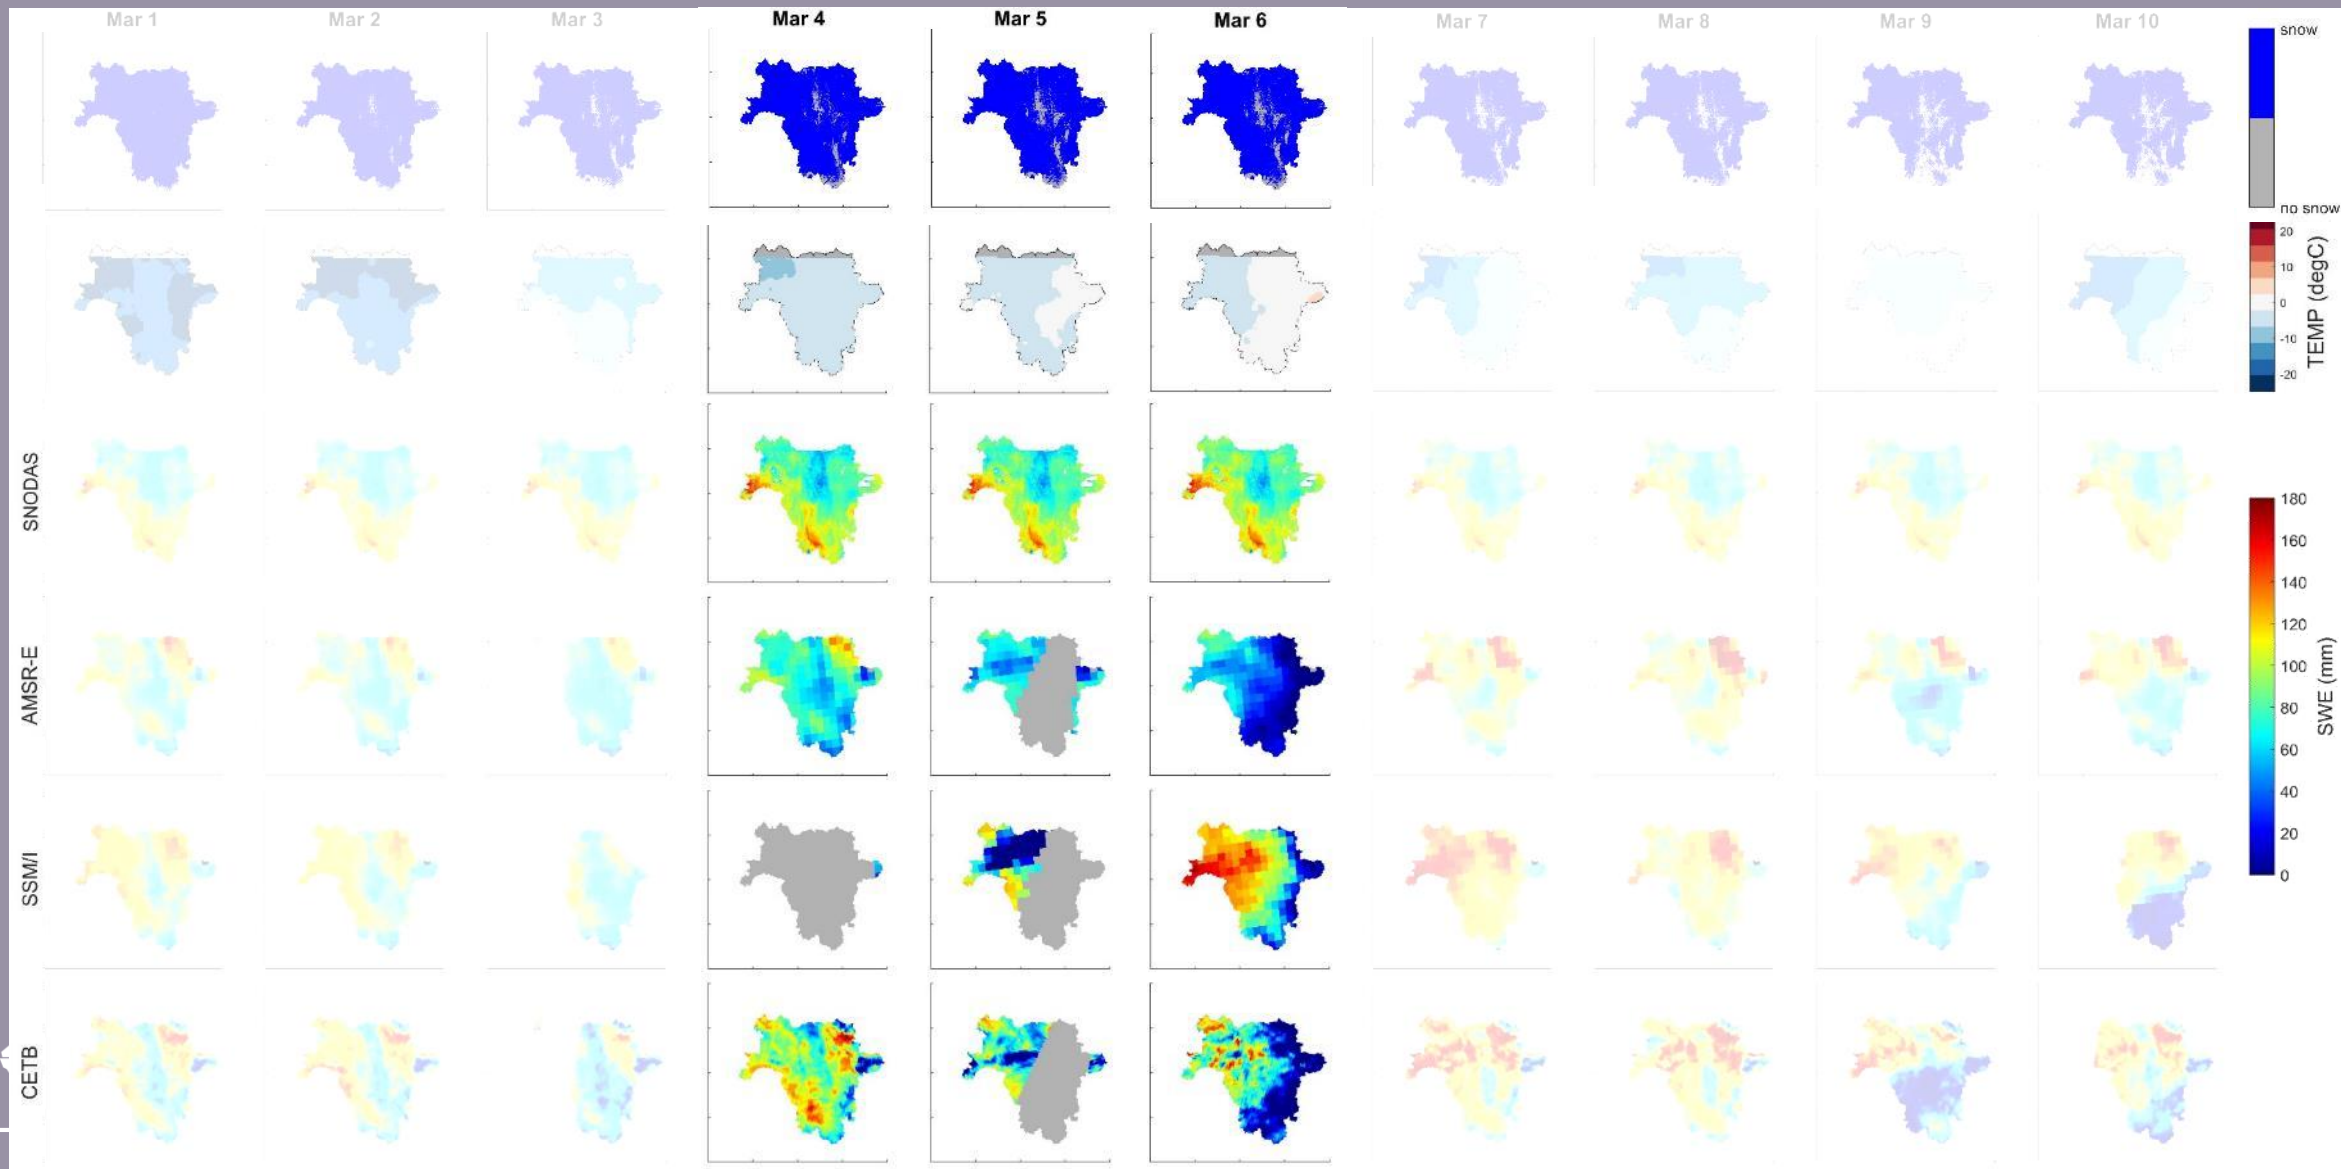 Mar 1 Mar 2 Mar 3 Mar 4 Mar 5 Mar 6 Mar 7 Mar 8 Mar 9 Mar 10
snow
no snow
20
10
0
-10
-20
TEMP (degC)
SNODAS
AMSR-E
SSM/I
CETB
180
160
140
120
100
80
60
40
20
0
SWE (mm)